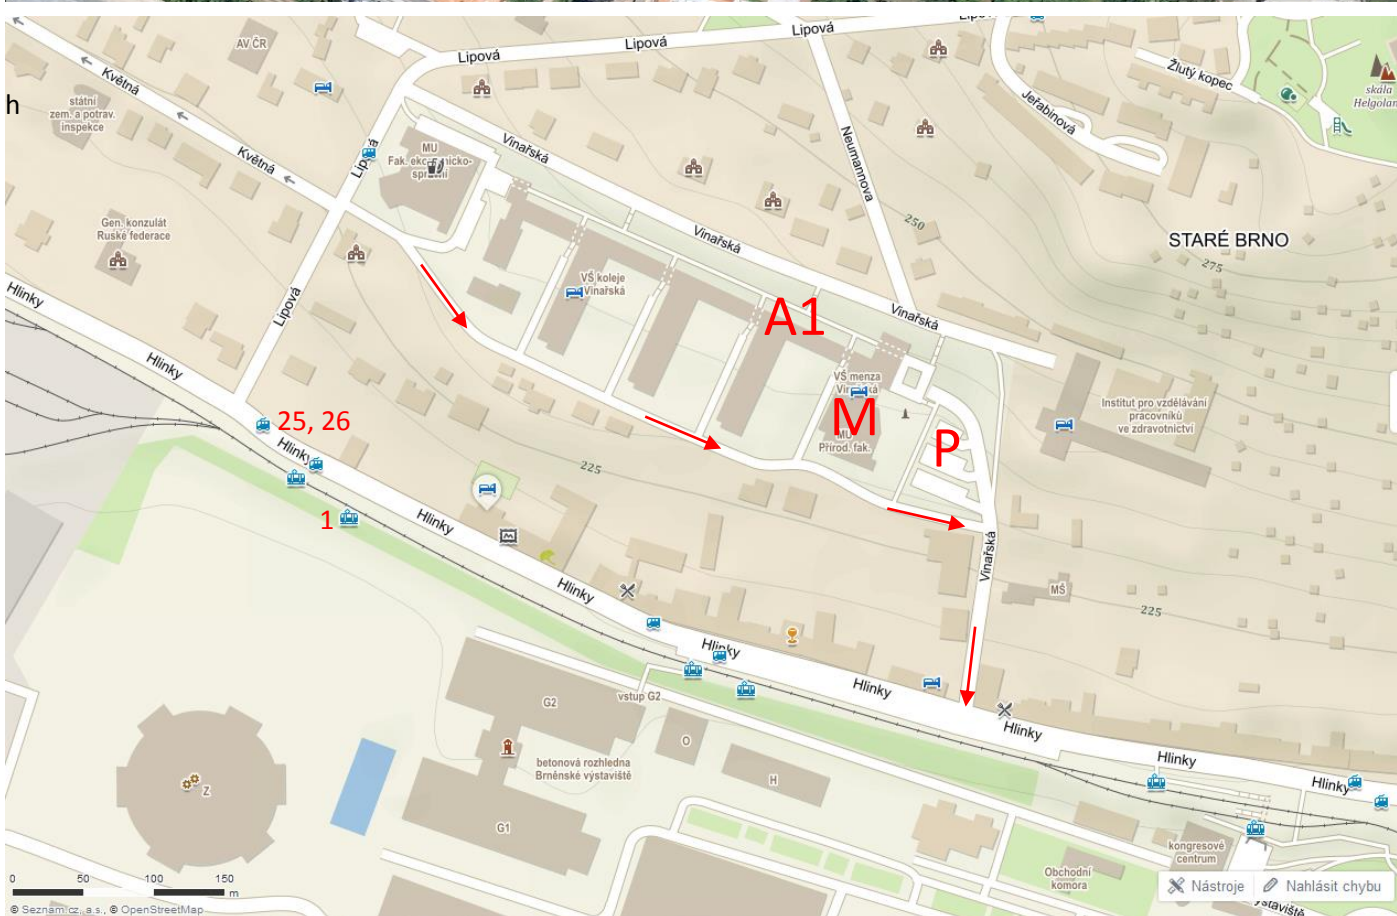 Lipová
Lipová
Lipová
AV ČR
Květná
h
státní
zem. a potrav.
inspekce
Žlutý kopec
skála
Jeřabinová
Neumannova
Vinařská
MU
Květná
Gen. konzulát
Ruské federace
250
STARÉ BRNO
275
Vinařská
VŠ koleje
Vinařská
Hlinky
Lipová
A1
Vinařská
Hlinky
VŠ menza
Institut pro vzdělávání
pracovníků
ve zdravotnictví
25, 26
M
P
MU
Přírod. fak.
Hlinky
225
1
Hlinky
Vinařská
MŠ
225
Hlinky
Hlinky
Hlinky
Hlinky
Hlinky
G2
vstup G2
O
betonová rozhledna
Brněnské výstaviště
H
Z
G1
Hlinky
Hlinky
kongresové
centrum
Obchodní
komora
0 50 100 150
m
Nástroje
Nahlásit chybu
© Seznam.cz, a.s., © OpenStreetMap